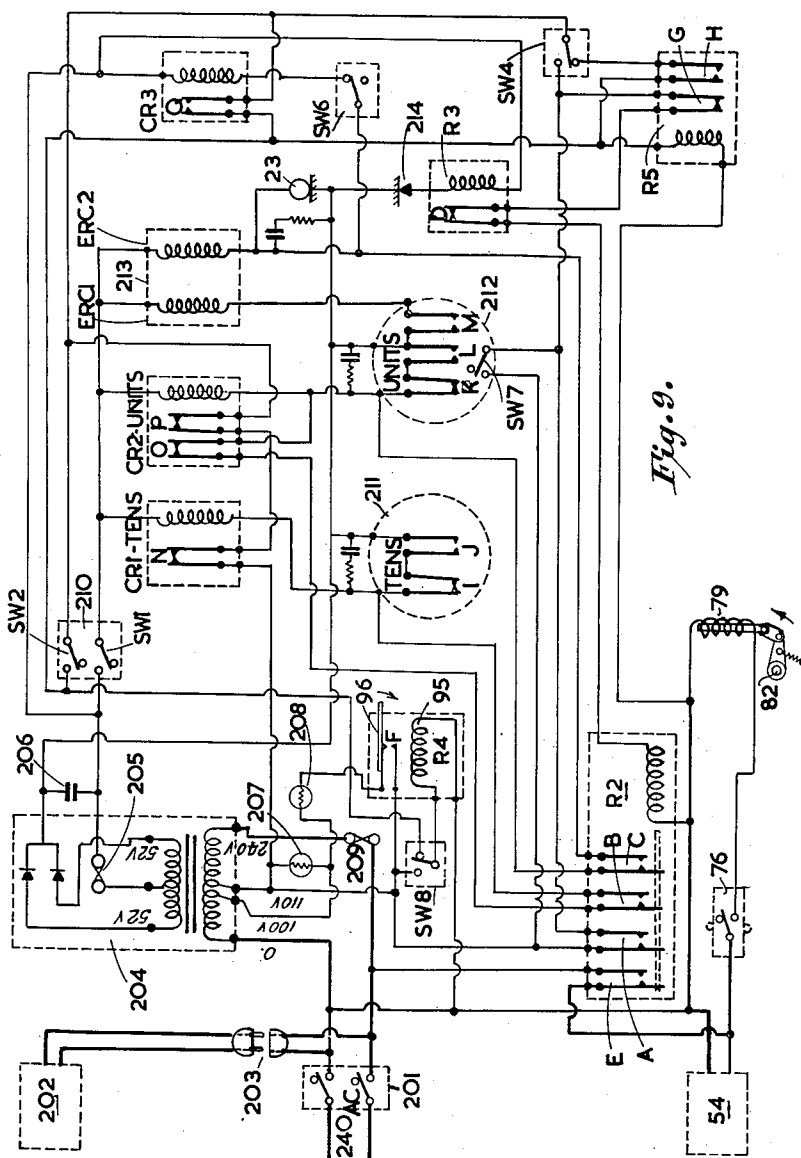 SW2
210
SW1
CR1-TENS
N
CR2-UNITS
O
P
ERC1
213
ERC2
23
CR3
SW6
214
R3
D
SW4
G
H
R5
206
205
52V
52V
204
240V
110V
100V
O.
207
208
209
96
95
F
R4
SW8
TENS
I
J
211
UNITS
K
L
M
212
SW7
202
203
240
AC
201
54
E
A
B
C
R2
76
79
82
Fig. 9.